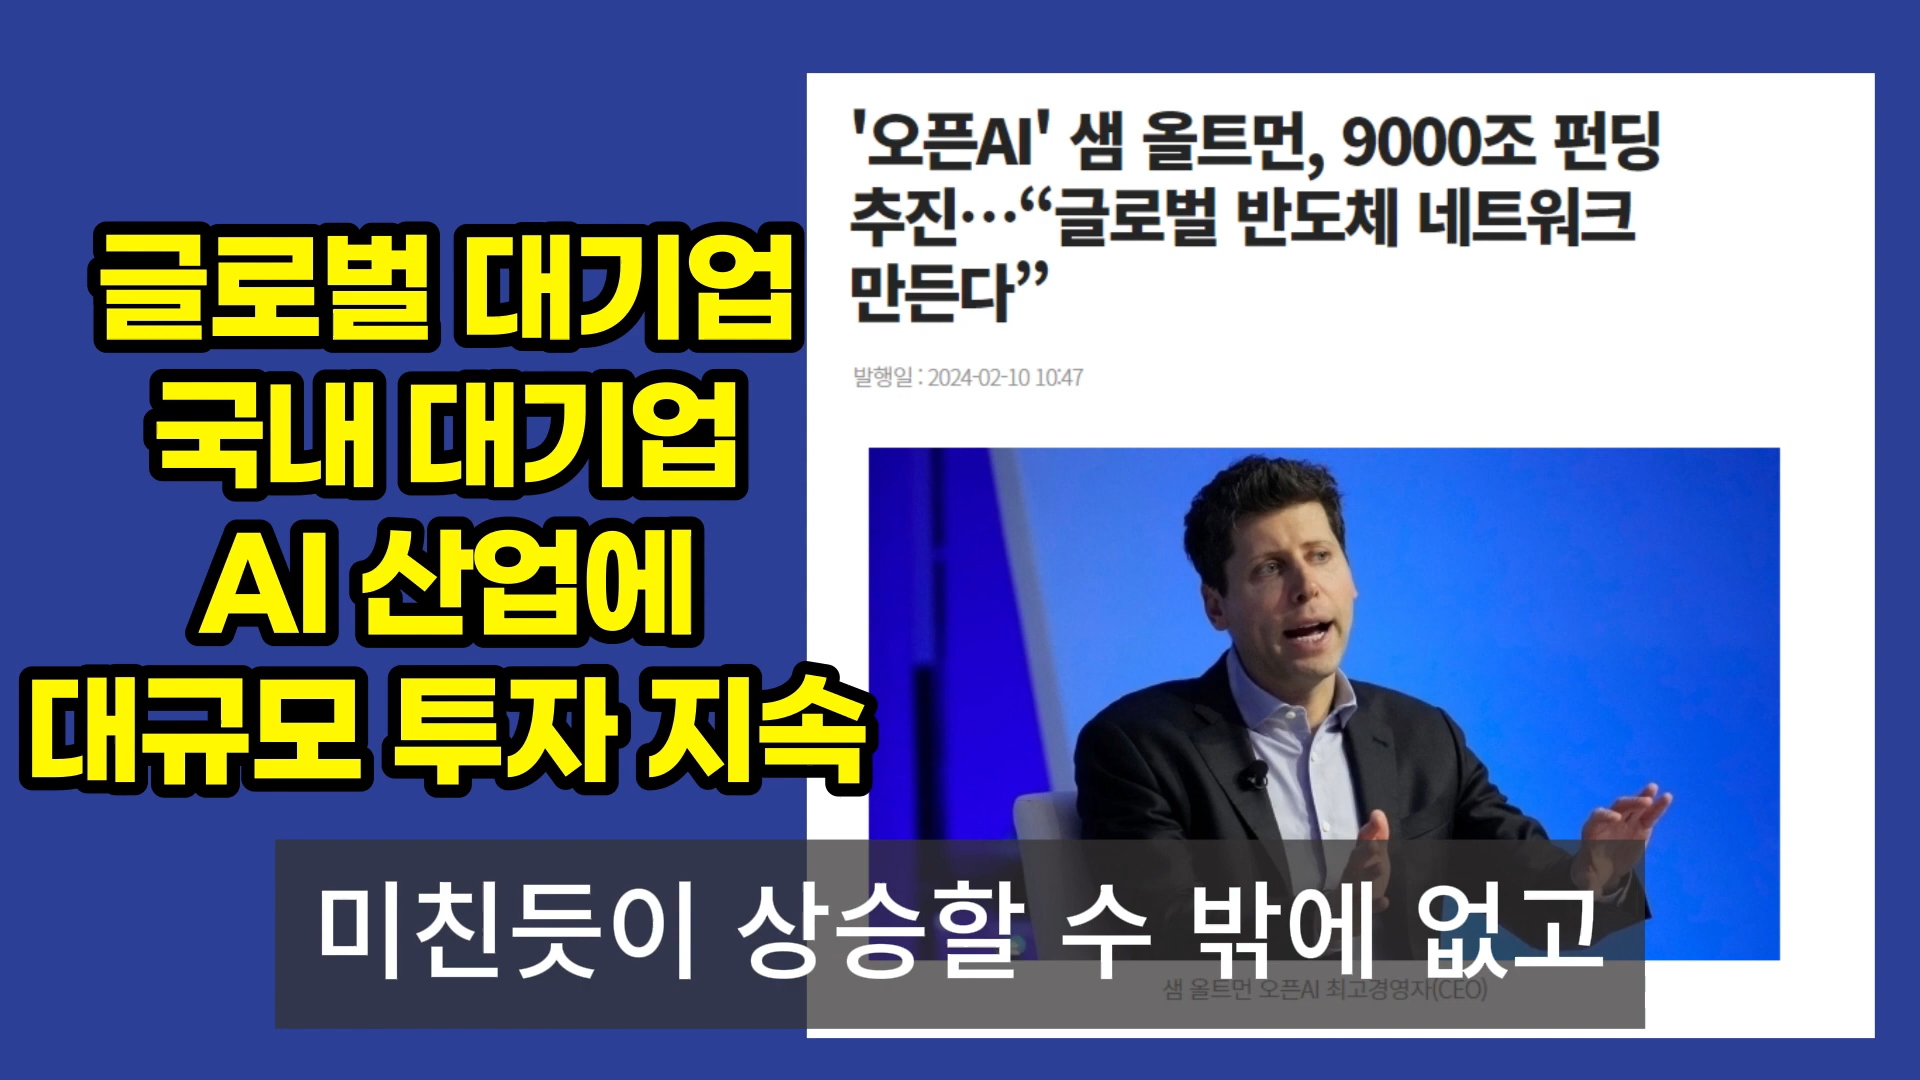 글로벌 대기업
국내 대기업
AI 산업에
대규모 투자 지속
'오픈AI' 샘 올트먼, 9000조 펀딩
추진…“글로벌 반도체 네트워크
만든다”
발행일 : 2024-02-10 10:47
샘 올트먼 오픈AI 최고경영자(CEO)
미친듯이 상승할 수 밖에 없고